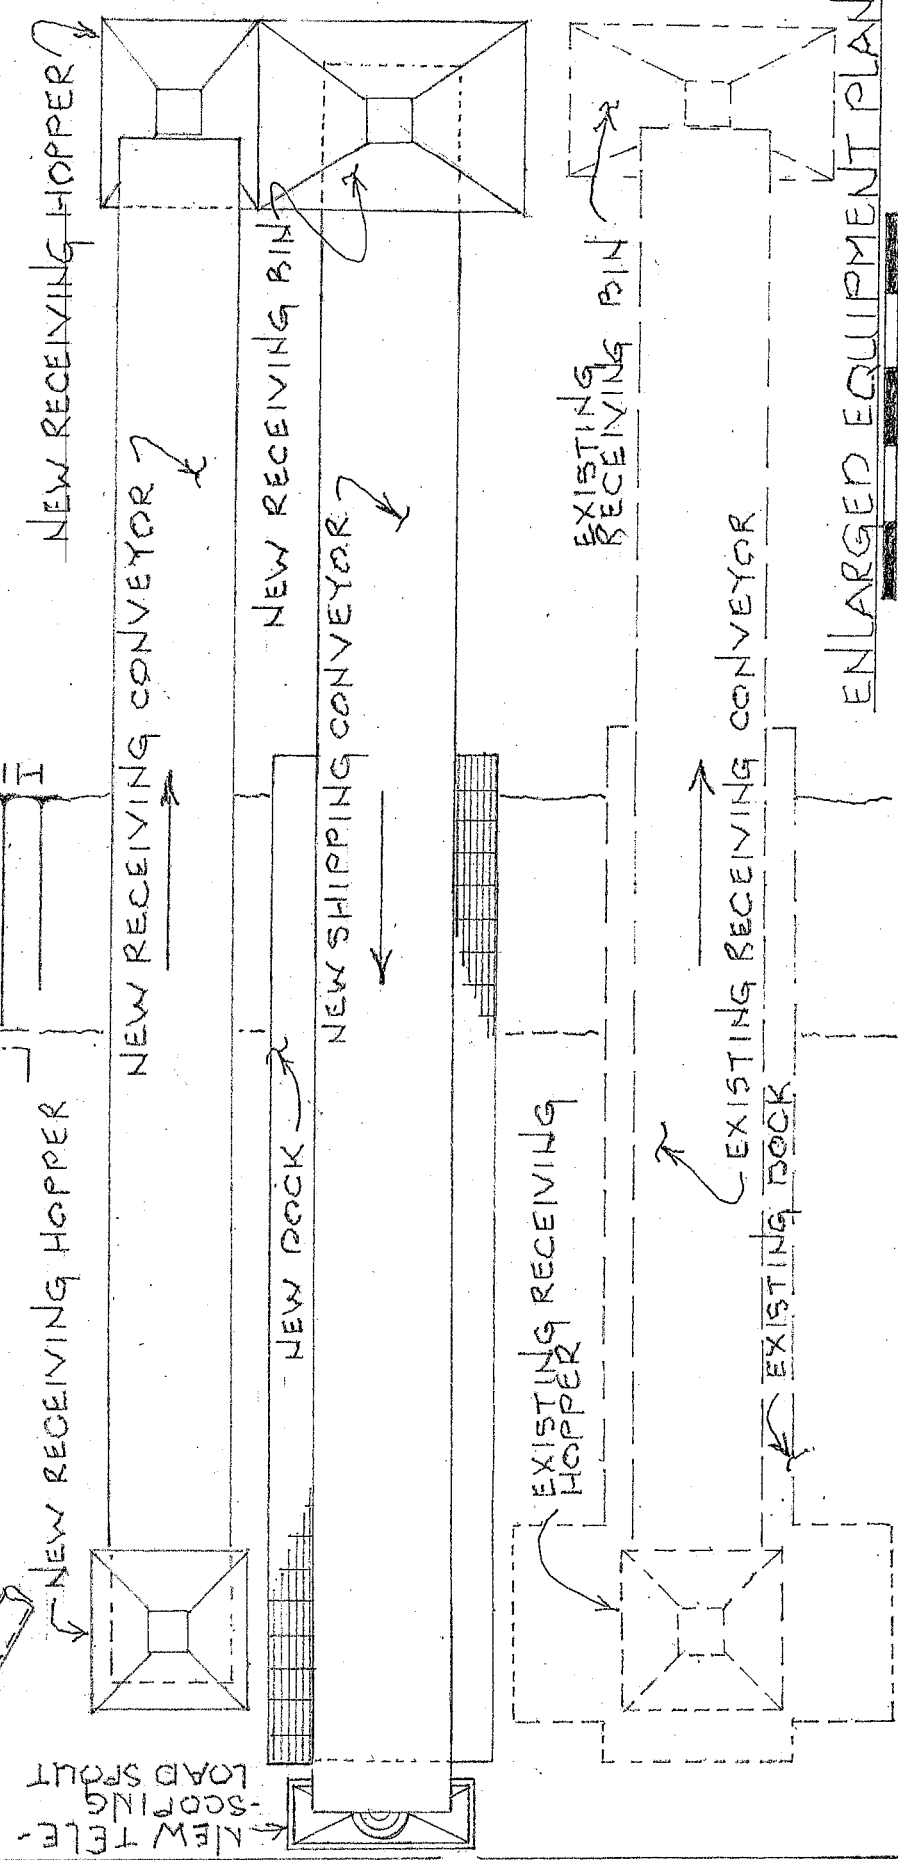 NEW RECEIVING HOPPER
NEW RECEIVING HOPPER
NEW RECEIVING CONVEYOR
NEW RECEIVING BIN
NEW TELE-
-SCOPING
LOAD SPOUT
NEW DOCK
NEW SHIPPING CONVEYOR
EXISTING RECEIVING
HOPPER
EXISTING
RECEIVING BIN
EXISTING RECEIVING CONVEYOR
EXISTING DOCK
ENLARGED EQUIPMENT PLAN